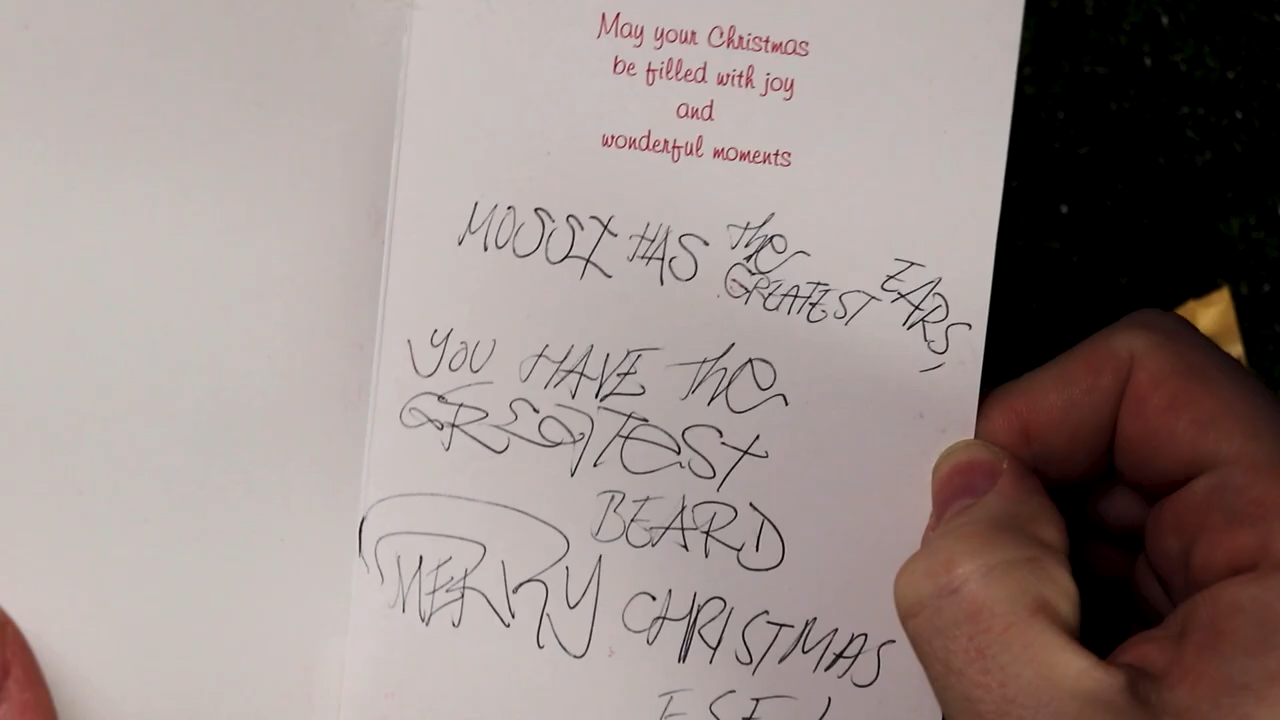 May your Christmas
be filled with joy
and
wonderful moments
MOSSY HAS the
GREATEST EARS,
YOU HAVE the
GREATEST
BEARD
MERRY CHRISTMAS